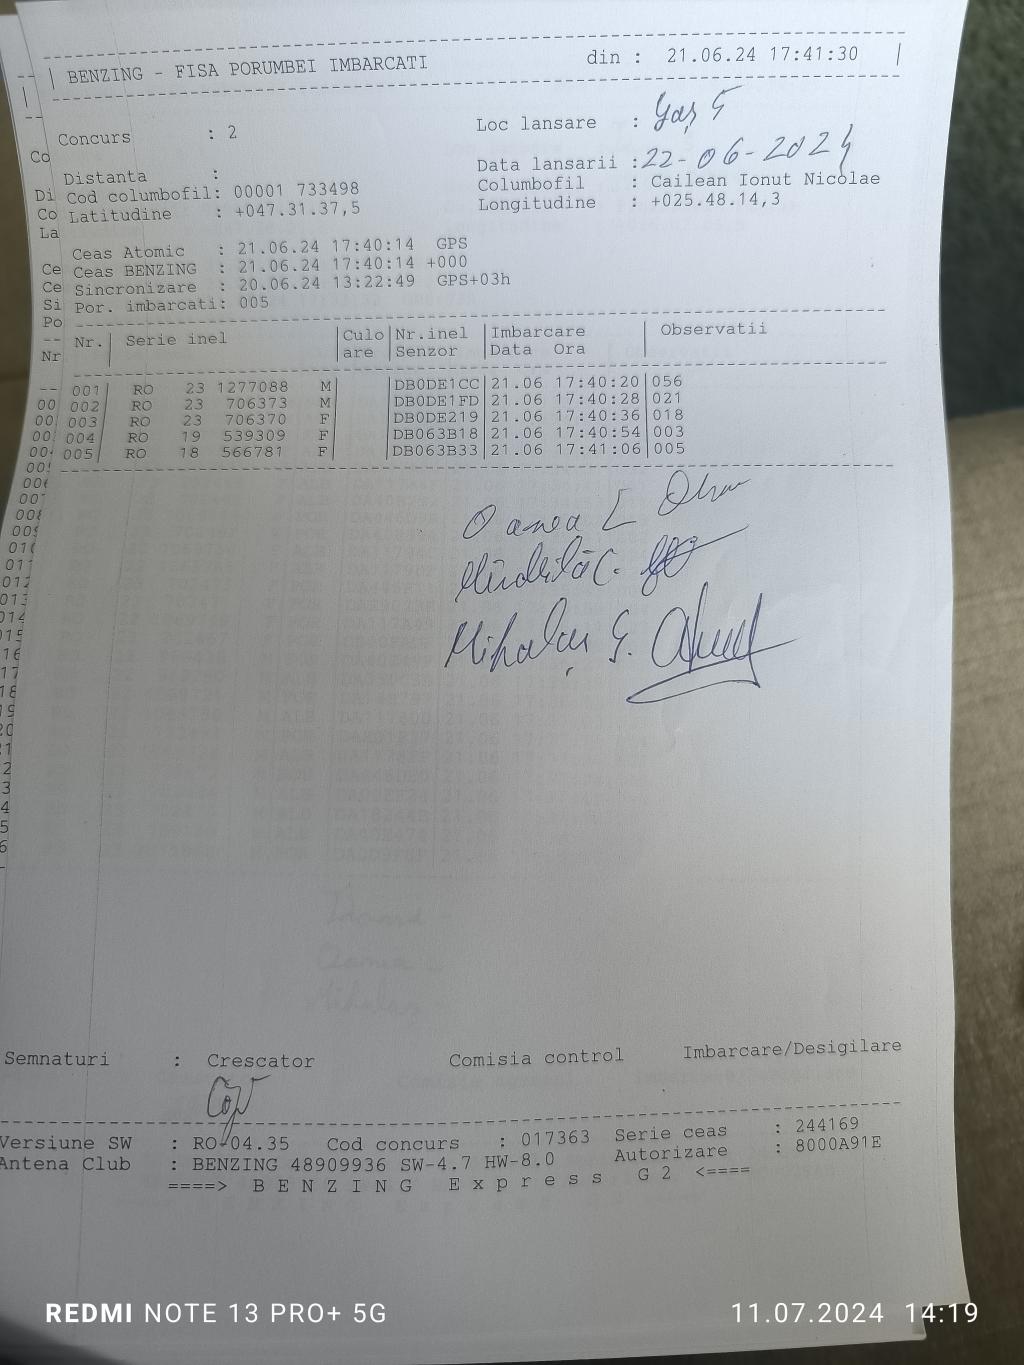 BENZING - FISA PORUMBEI IMBARCATI din : 21.06.24 17:41:30
Concurs : 2 Loc lansare :
Distanta : Data lansarii : 22-06-2024
Cod columbofil: 00001 733498 Columbofil : Cailean Ionut Nicolae
Latitudine : +047.31.37,5 Longitudine : +025.48.14,3
Ceas Atomic : 21.06.24 17:40:14 GPS
Ceas BENZING : 21.06.24 17:40:14 +000
Sincronizare : 20.06.24 13:22:49 GPS+03h
Por. imbarcati: 005
Nr. Serie inel Culo Nr.inel Imbarcare Observatii
are Senzor Data Ora
001 RO 23 1277088 M DB0DE1CC 21.06 17:40:20 056
002 RO 23 706373 M DB0DE1FD 21.06 17:40:28 021
003 RO 23 706370 F DB0DE219 21.06 17:40:36 018
004 RO 19 539309 F DB063B18 21.06 17:40:54 003
005 RO 18 566781 F DB063B33 21.06 17:41:06 005
Mihalaș G.
Semnaturi : Crescator Comisia control Imbarcare/Desigilare
Versiune SW : RO-04.35 Cod concurs : 017363 Serie ceas : 244169
Antena Club : BENZING 48909936 SW-4.7 HW-8.0 Autorizare : 8000A91E
====> B E N Z I N G E x p r e s s G 2 <====
REDMI NOTE 13 PRO+ 5G 11.07.2024 14:19